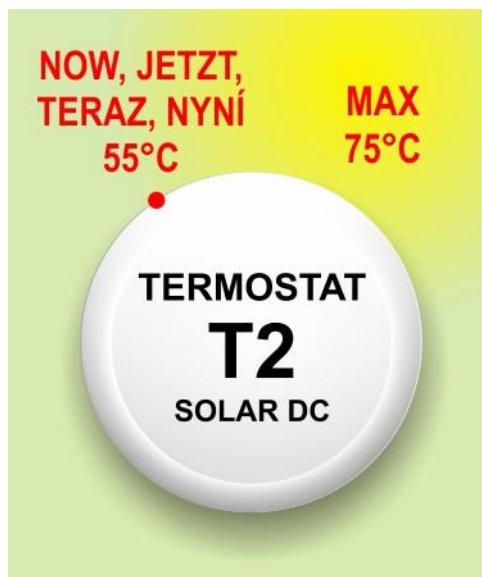 NOW, JETZT,
TERAZ, NYNÍ
55°C
MAX
75°C
TERMOSTAT
T2
SOLAR DC